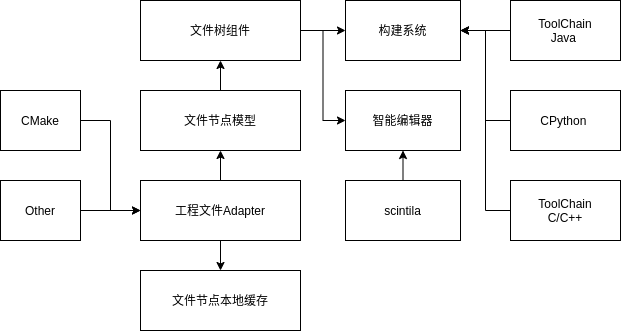 文件树组件
构建系统
ToolChain
Java
CMake
文件节点模型
智能编辑器
CPython
Other
工程文件Adapter
scintila
ToolChain
C/C++
文件节点本地缓存